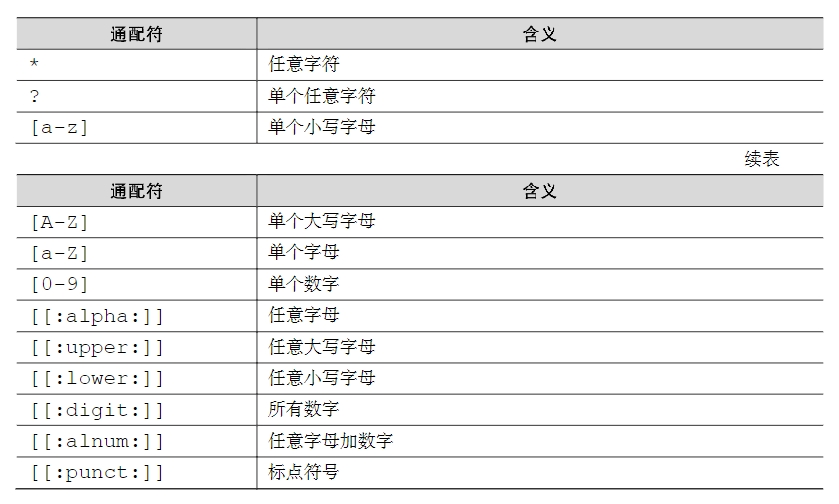 通配符 含义
* 任意字符
? 单个任意字符
[a-z] 单个小写字母
续表
通配符 含义
[A-Z] 单个大写字母
[a-Z] 单个字母
[0-9] 单个数字
[[:alpha:]] 任意字母
[[:upper:]] 任意大写字母
[[:lower:]] 任意小写字母
[[:digit:]] 所有数字
[[:alnum:]] 任意字母加数字
[[:punct:]] 标点符号